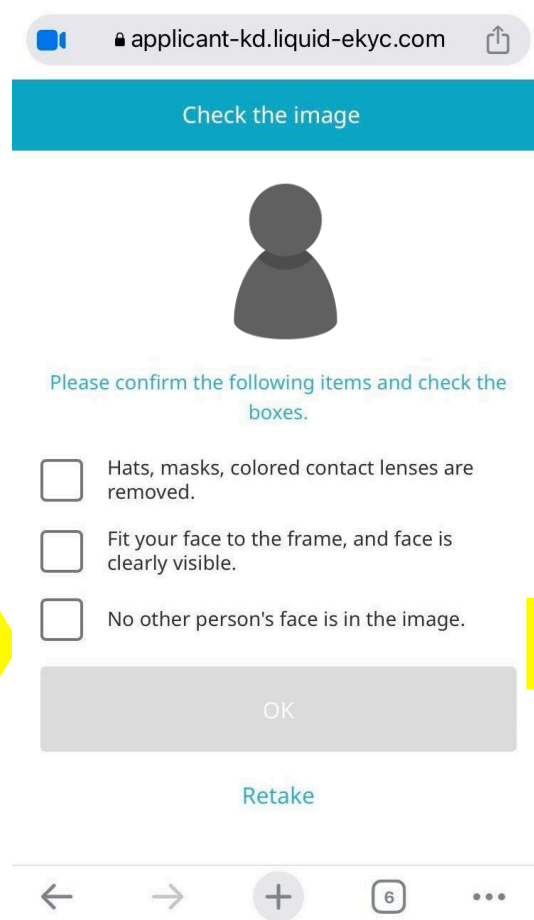 applicant-kd.liquid-ekyc.com
Check the image
Please confirm the following items and check the
boxes.
Hats, masks, colored contact lenses are
removed.
Fit your face to the frame, and face is
clearly visible.
No other person's face is in the image.
OK
Retake
6